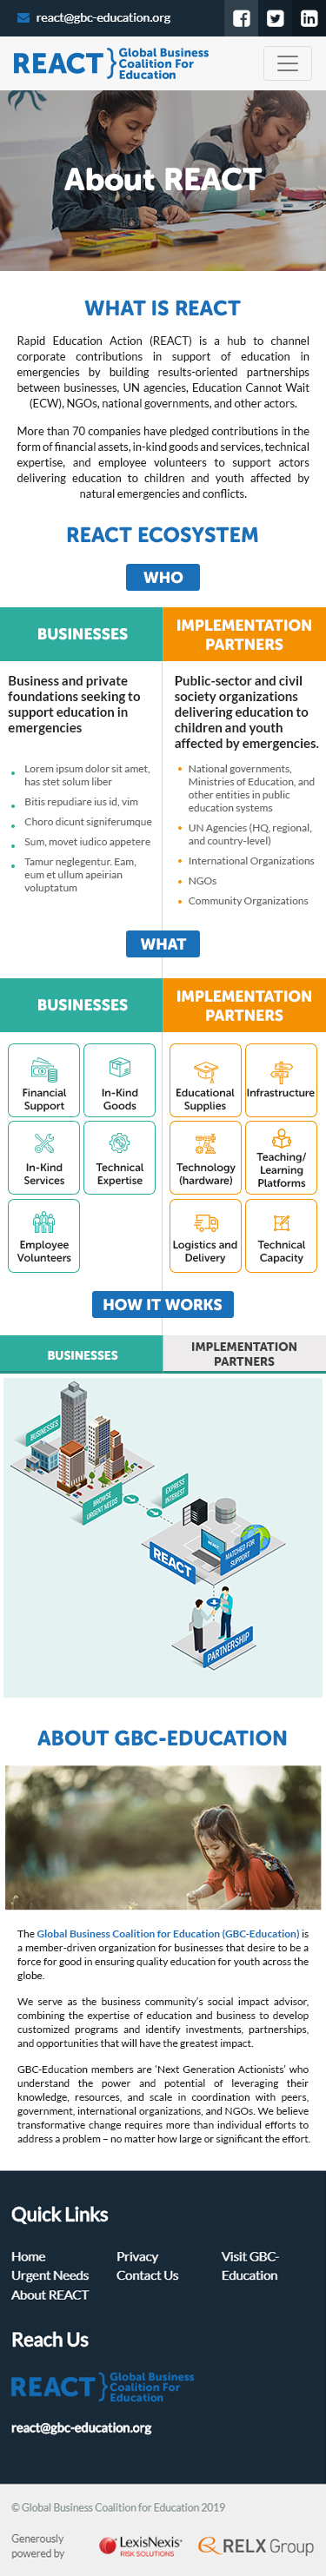 react@gbc-education.org
REACT
Global Business
Coalition For
Education
About REACT
WHAT IS REACT
Rapid Education Action (REACT) is a hub to channel
corporate contributions in support of education in
emergencies by building results-oriented partnerships
between businesses, UN agencies, Education Cannot Wait
(ECW), NGOs, national governments, and other actors.
More than 70 companies have pledged contributions in the
form of financial assets, in-kind goods and services, technical
expertise, and employee volunteers to support actors
delivering education to children and youth affected by
natural emergencies and conflicts.
REACT ECOSYSTEM
WHO
BUSINESSES
IMPLEMENTATION
PARTNERS
Business and private
foundations seeking to
support education in
emergencies
Lorem ipsum dolor sit amet,
has stet solum liber
Bitis repudiare ius id, vim
Choro dicunt signiferumque
Sum, movet iudico appetere
Tamur neglegentur. Eam,
eum et ullum apeirian
voluptatum
Public-sector and civil
society organizations
delivering education to
children and youth
affected by emergencies.
National governments,
Ministries of Education, and
other entities in public
education systems
UN Agencies (HQ, regional,
and country-level)
International Organizations
NGOs
Community Organizations
WHAT
BUSINESSES
IMPLEMENTATION
PARTNERS
Financial
Support
In-Kind
Goods
In-Kind
Services
Technical
Expertise
Employee
Volunteers
Educational
Supplies
Infrastructure
Technology
(hardware)
Teaching/
Learning
Platforms
Logistics and
Delivery
Technical
Capacity
HOW IT WORKS
BUSINESSES
IMPLEMENTATION
PARTNERS
BUSINESSES
BROWSE
URGENT NEEDS
EXPRESS
INTEREST
REACT
MATCHED FOR
SUPPORT
PARTNERSHIP
ABOUT GBC-EDUCATION
The Global Business Coalition for Education (GBC-Education) is
a member-driven organization for businesses that desire to be a
force for good in ensuring quality education for youth across the
globe.
We serve as the business community's social impact advisor,
combining the expertise of education and business to develop
customized programs and identify investments, partnerships,
and opportunities that will have the greatest impact.
GBC-Education members are 'Next Generation Actionists' who
understand the power and potential of leveraging their
knowledge, resources, and scale in coordination with peers,
government, international organizations, and NGOs. We believe
transformative change requires more than individual efforts to
address a problem – no matter how large or significant the effort.
Quick Links
Home
Urgent Needs
About REACT
Privacy
Contact Us
Visit GBC-
Education
Reach Us
REACT
Global Business
Coalition For
Education
react@gbc-education.org
© Global Business Coalition for Education 2019
Generously
powered by
LexisNexis
RISK SOLUTIONS
RELX Group